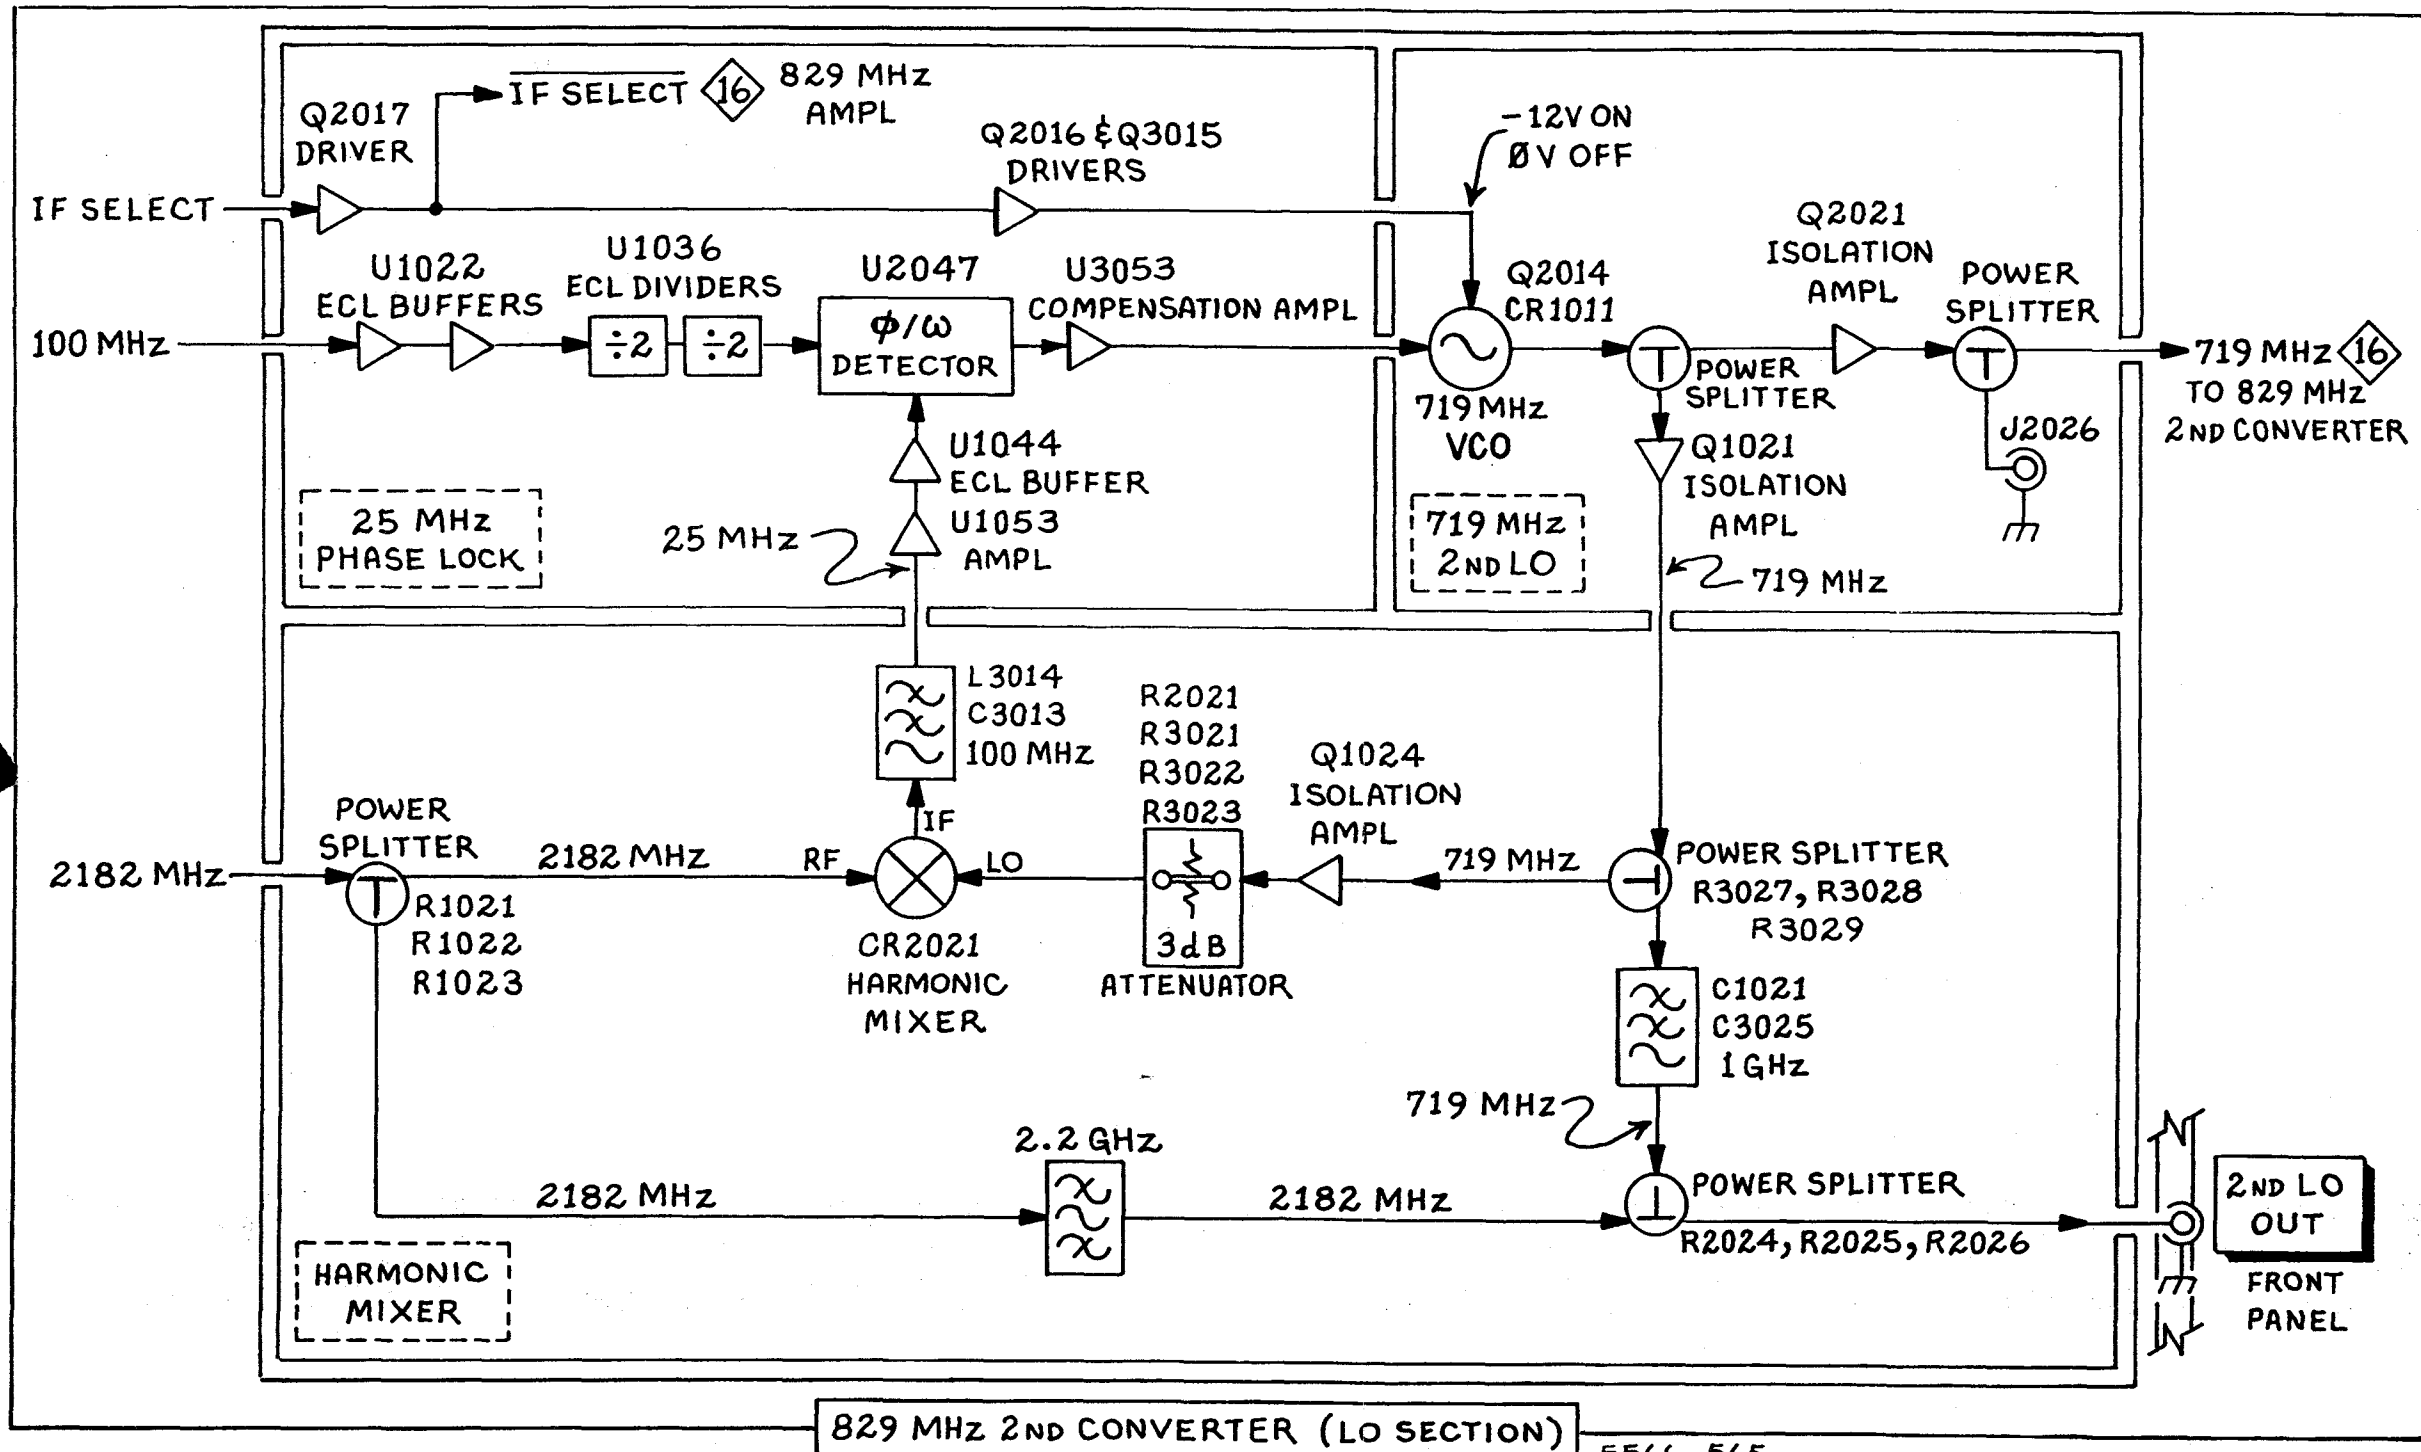 IF SELECT
16
829 MHz
AMPL
Q2017
DRIVER
Q2016 & Q3015
DRIVERS
-12V ON
ØV OFF
IF SELECT
Q2021
ISOLATION
AMPL
U1022
ECL BUFFERS
U1036
ECL DIVIDERS
U2047
U3053
COMPENSATION AMPL
Q2014
CR1011
POWER
SPLITTER
100 MHz
÷2
÷2
ϕ/ω
DETECTOR
719 MHz
VCO
POWER
SPLITTER
719 MHz 16
TO 829 MHz
2ND CONVERTER
J2026
U1044
ECL BUFFER
U1053
AMPL
25 MHz
Q1021
ISOLATION
AMPL
25 MHz
PHASE LOCK
719 MHz
2ND LO
719 MHz
L3014
C3013
100 MHz
R2021
R3021
R3022
R3023
Q1024
ISOLATION
AMPL
POWER
SPLITTER
IF
2182 MHz
2182 MHz
RF
LO
719 MHz
POWER SPLITTER
R3027, R3028
R3029
R1021
R1022
R1023
CR2021
HARMONIC
MIXER
3dB
ATTENUATOR
C1021
C3025
1 GHz
719 MHz
2.2 GHz
2182 MHz
2182 MHz
POWER SPLITTER
R2024, R2025, R2026
2ND LO
OUT
FRONT
PANEL
HARMONIC
MIXER
829 MHz 2ND CONVERTER (LO SECTION)